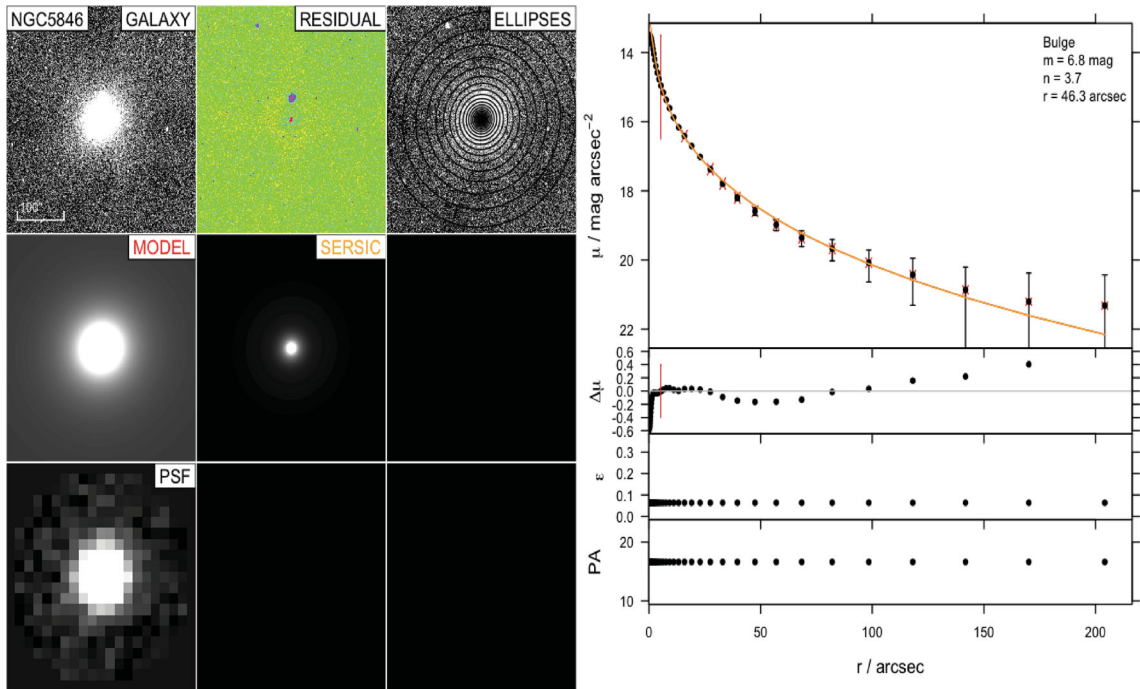 NGC5846 GALAXY RESIDUAL ELLIPSES
100"
MODEL SERSIC
PSF
Bulge
m = 6.8 mag
n = 3.7
r = 46.3 arcsec
14
16
18
20
22
μ / mag arcsec⁻²
0.6
0.4
0.2
0.0
-0.2
-0.4
-0.6
Δμ
0.3
0.2
0.1
0.0
ε
20
10
PA
0 50 100 150 200
r / arcsec